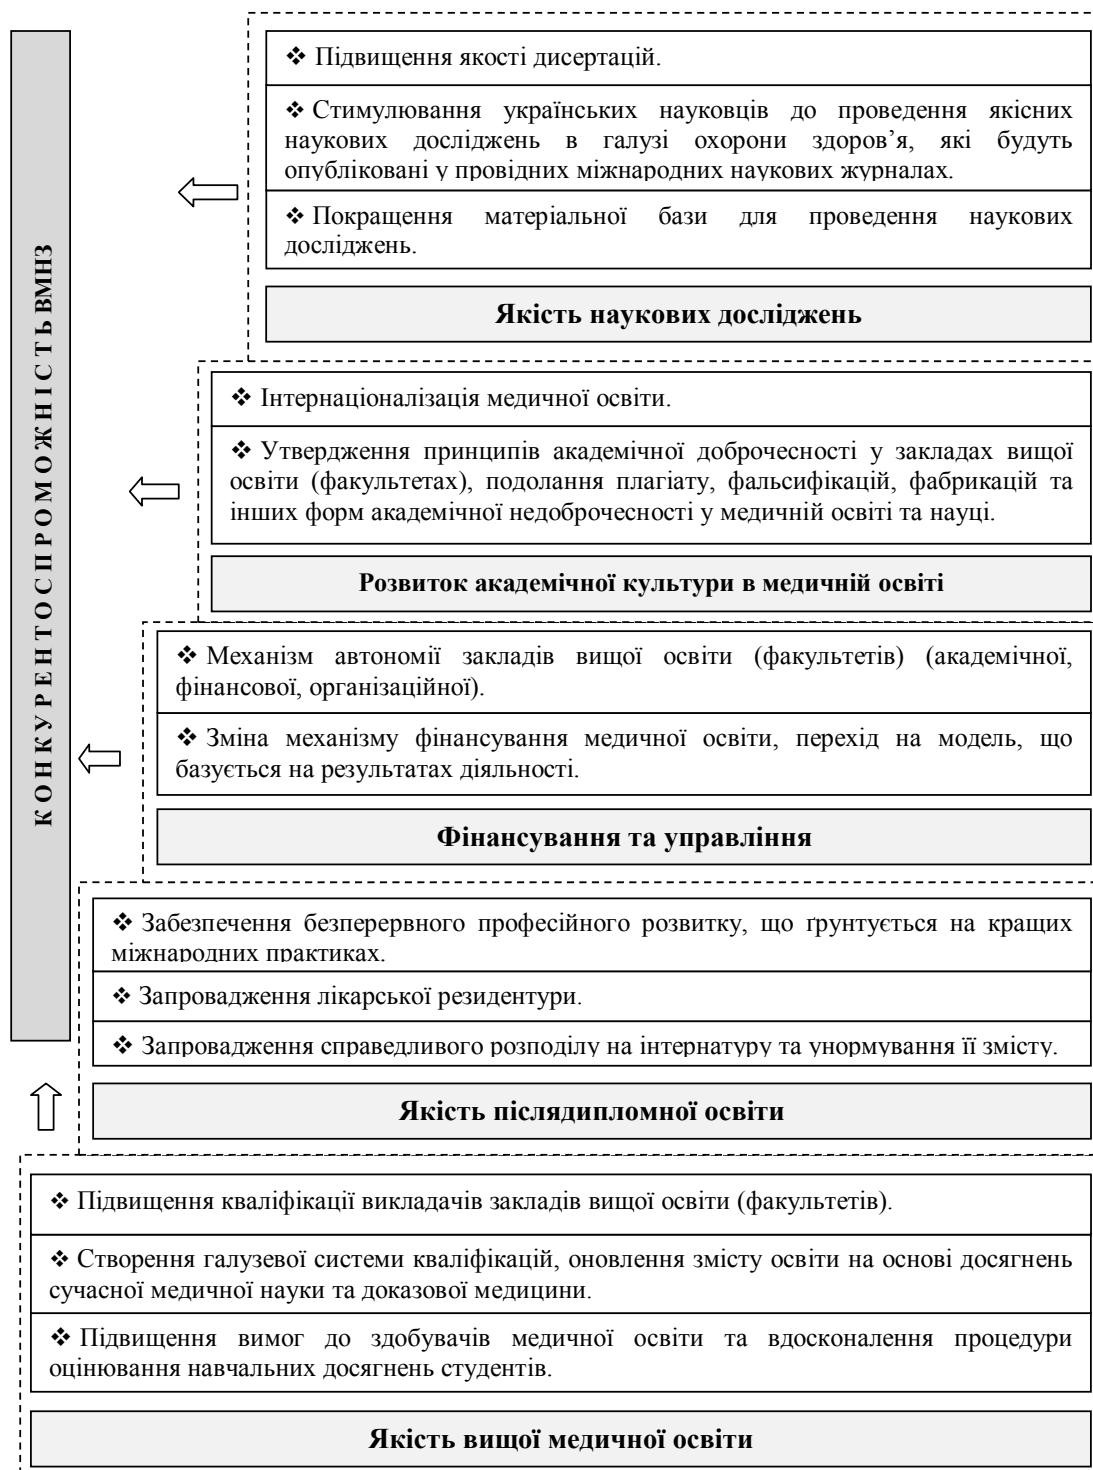 КОНКУРЕНТОСПРОМОЖНІСТЬ ВМНЗ
❖ Підвищення якості дисертацій.
❖ Стимулювання українських науковців до проведення якісних
наукових досліджень в галузі охорони здоров’я, які будуть
опубліковані у провідних міжнародних наукових журналах.
❖ Покращення матеріальної бази для проведення наукових
досліджень.
Якість наукових досліджень
❖ Інтернаціоналізація медичної освіти.
❖ Утвердження принципів академічної доброчесності у закладах вищої
освіти (факультетах), подолання плагіату, фальсифікацій, фабрикацій та
інших форм академічної недоброчесності у медичній освіті та науці.
Розвиток академічної культури в медичній освіті
❖ Механізм автономії закладів вищої освіти (факультетів) (академічної,
фінансової, організаційної).
❖ Зміна механізму фінансування медичної освіти, перехід на модель, що
базується на результатах діяльності.
Фінансування та управління
❖ Забезпечення безперервного професійного розвитку, що ґрунтується на кращих
міжнародних практиках.
❖ Запровадження лікарської резидентури.
❖ Запровадження справедливого розподілу на інтернатуру та унормування її змісту.
Якість післядипломної освіти
❖ Підвищення кваліфікації викладачів закладів вищої освіти (факультетів).
❖ Створення галузевої системи кваліфікацій, оновлення змісту освіти на основі досягнень
сучасної медичної науки та доказової медицини.
❖ Підвищення вимог до здобувачів медичної освіти та вдосконалення процедури
оцінювання навчальних досягнень студентів.
Якість вищої медичної освіти